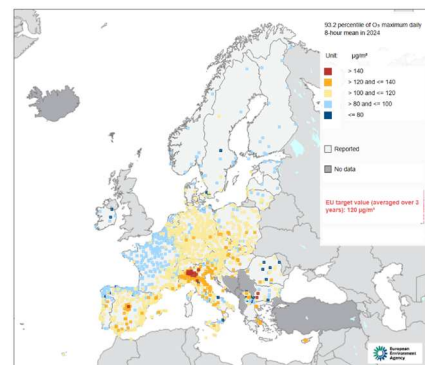 93.2 percentile of O₃ maximum daily
8-hour mean in 2024
Unit: µg/m³
> 140
> 120 and <= 140
> 100 and <= 120
> 80 and <= 100
<= 80
Reported
No data
EU target value (averaged over 3
years): 120 µg/m³
European
Environment
Agency